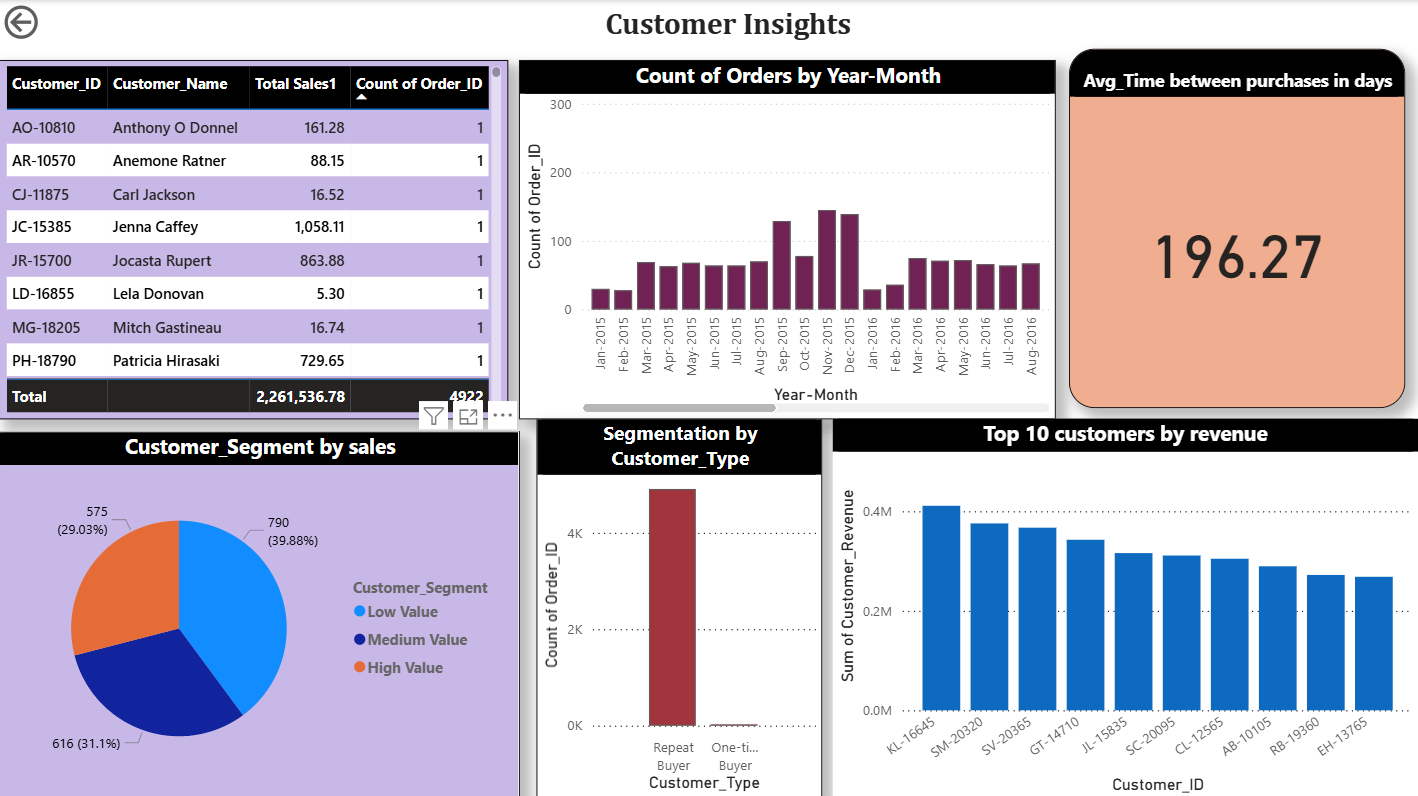 Customer Insights
Customer_ID Customer_Name Total Sales1 Count of Order_ID
AO-10810 Anthony O Donnel 161.28 1
AR-10570 Anemone Ratner 88.15 1
CJ-11875 Carl Jackson 16.52 1
JC-15385 Jenna Caffey 1,058.11 1
JR-15700 Jocasta Rupert 863.88 1
LD-16855 Lela Donovan 5.30 1
MG-18205 Mitch Gastineau 16.74 1
PH-18790 Patricia Hirasaki 729.65 1
Total 2,261,536.78 4922
Count of Orders by Year-Month
Count of Order_ID
300
200
100
0
Jan-2015
Feb-2015
Mar-2015
Apr-2015
May-2015
Jun-2015
Jul-2015
Aug-2015
Sep-2015
Oct-2015
Nov-2015
Dec-2015
Jan-2016
Feb-2016
Mar-2016
Apr-2016
May-2016
Jun-2016
Jul-2016
Aug-2016
Year-Month
Avg_Time between purchases in days
196.27
Customer_Segment by sales
575
(29.03%)
790
(39.88%)
616 (31.1%)
Customer_Segment
Low Value
Medium Value
High Value
Segmentation by
Customer_Type
Count of Order_ID
4K
2K
0K
Repeat
Buyer
One-ti...
Buyer
Customer_Type
Top 10 customers by revenue
Sum of Customer_Revenue
0.4M
0.2M
0.0M
KL-16645
SM-20320
SV-20365
GT-14710
JL-15835
SC-20095
CL-12565
AB-10105
RB-19360
EH-13765
Customer_ID